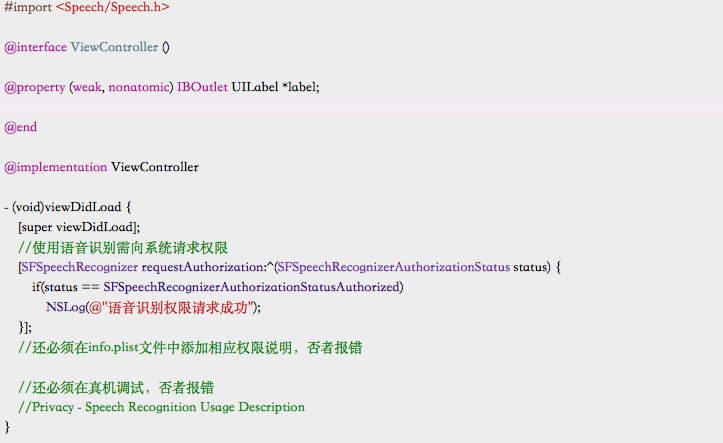 #import <Speech/Speech.h>
@interface ViewController ()
@property (weak, nonatomic) IBOutlet UILabel *label;
@end
@implementation ViewController
- (void)viewDidLoad {
[super viewDidLoad];
//使用语音识别需向系统请求权限
[SFSpeechRecognizer requestAuthorization:^(SFSpeechRecognizerAuthorizationStatus status) {
if(status == SFSpeechRecognizerAuthorizationStatusAuthorized)
NSLog(@"语音识别权限请求成功");
}];
//还必须在info.plist文件中添加相应权限说明，否者报错
//还必须在真机调试，否者报错
//Privacy - Speech Recognition Usage Description
}